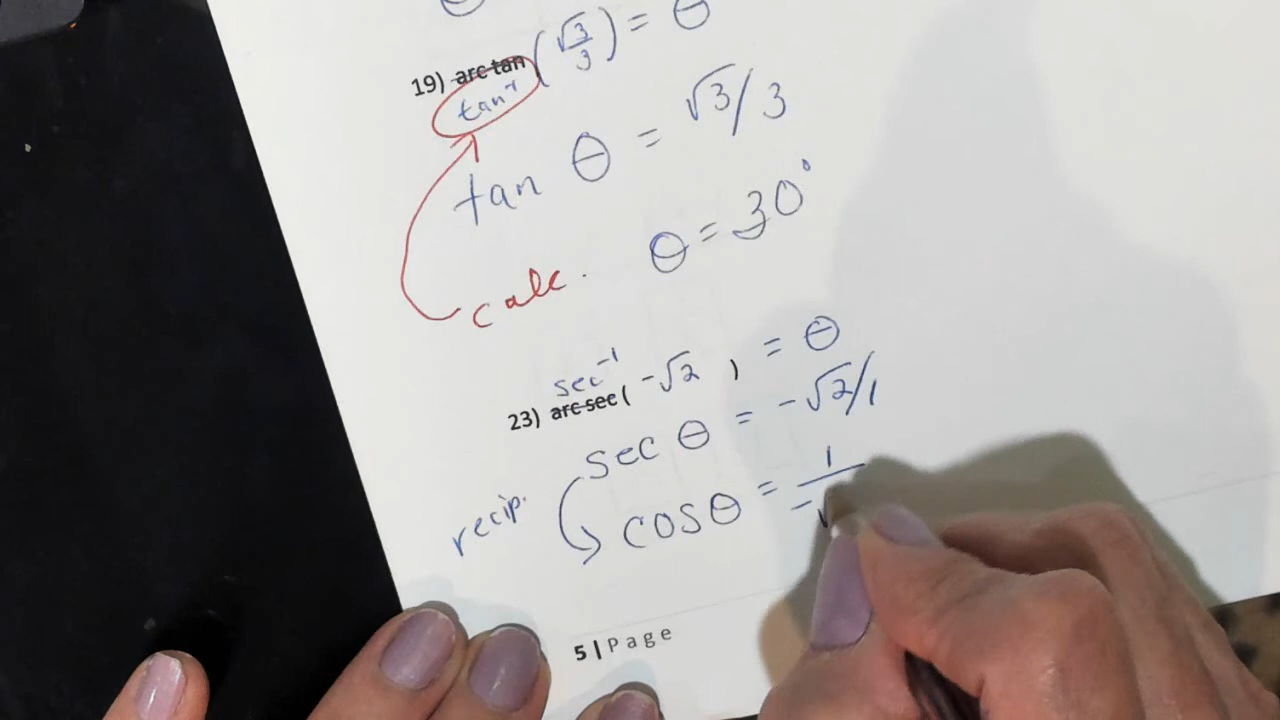 19) arc tan (√3/3) = θ
tan⁻¹
tan θ = √3/3
θ = 30°
calc.
sec⁻¹
23) arc sec ( -√2 ) = θ
sec θ = -√2/1
recip.
cos θ = 1/-√
5 | Page